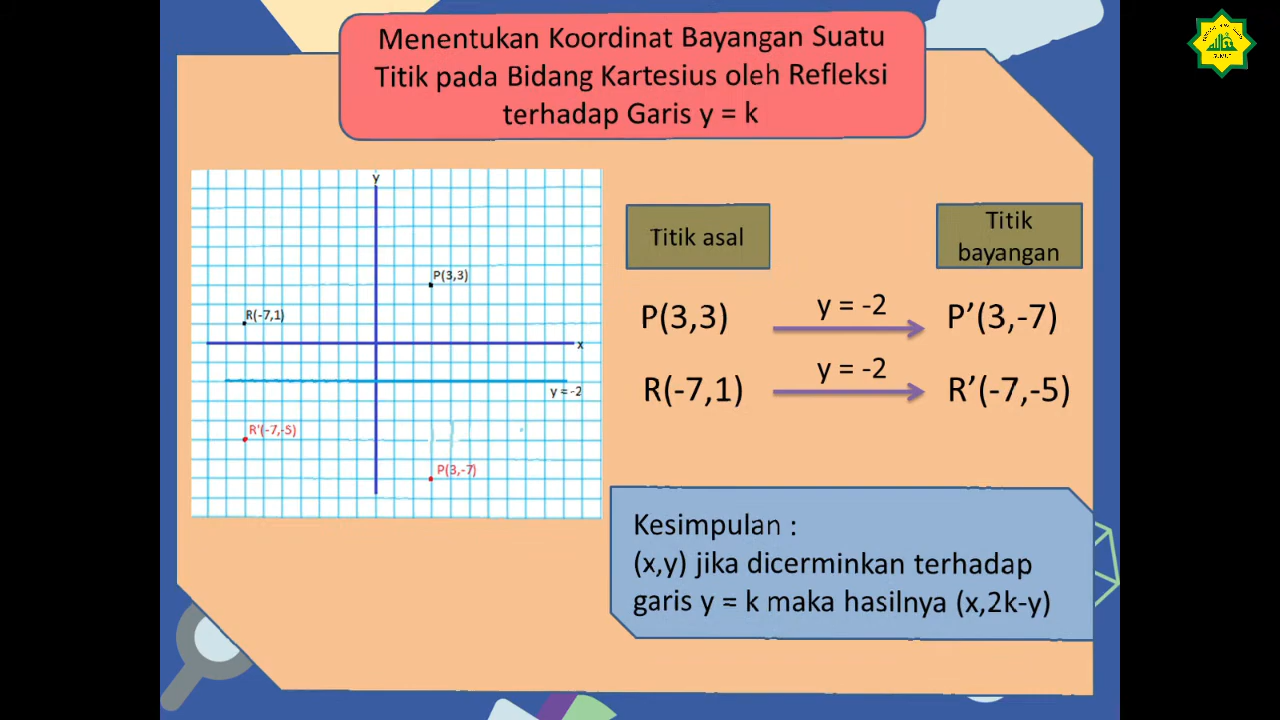 Menentukan Koordinat Bayangan Suatu
Titik pada Bidang Kartesius oleh Refleksi
terhadap Garis y = k
y
P(3,3)
R(-7,1)
x
y = -2
R'(-7,-5)
P(3,-7)
Titik asal
Titik
bayangan
P(3,3)
y = -2
P’(3,-7)
R(-7,1)
y = -2
R’(-7,-5)
Kesimpulan :
(x,y) jika dicerminkan terhadap
garis y = k maka hasilnya (x,2k-y)